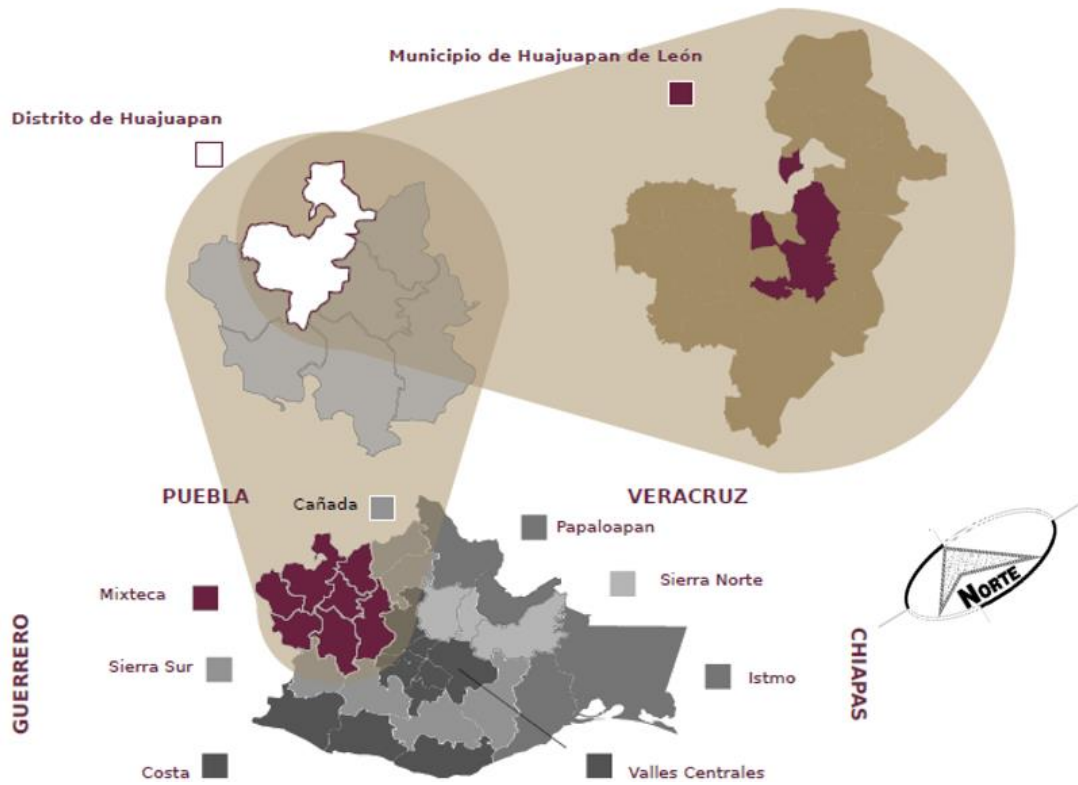 Municipio de Huajuapan de León
Distrito de Huajuapan
PUEBLA
VERACRUZ
Cañada
Papaloapan
Sierra Norte
Mixteca
NORTE
GUERRERO
Sierra Sur
CHIAPAS
Istmo
Costa
Valles Centrales